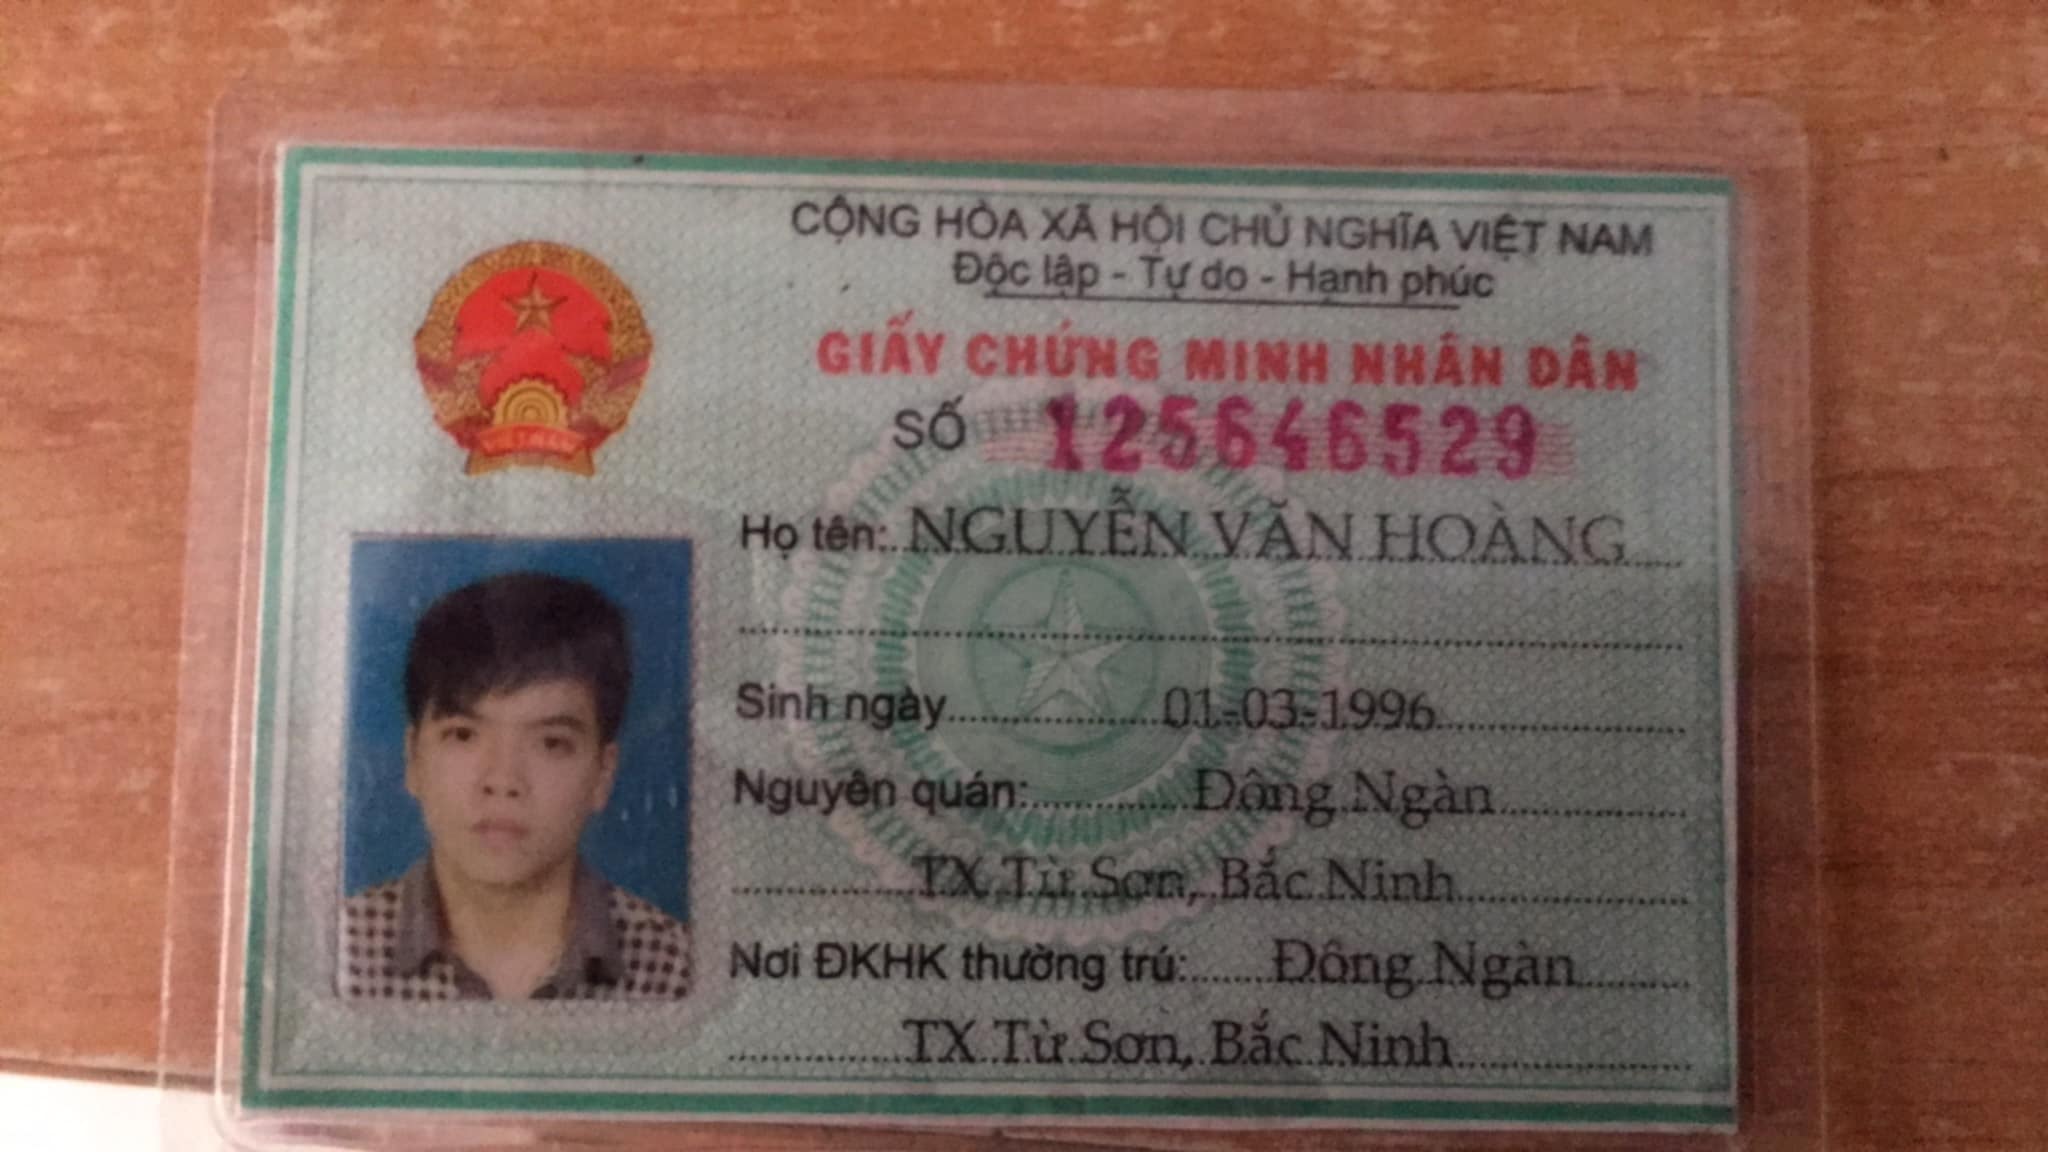 CỘNG HÒA XÃ HỘI CHỦ NGHĨA VIỆT NAM
Độc lập - Tự do - Hạnh phúc
GIẤY CHỨNG MINH NHÂN DÂN
SỐ 125646529
Họ tên: NGUYỄN VĂN HOÀNG
Sinh ngày 01-03-1996
Nguyên quán: Đông Ngàn
TX Từ Sơn, Bắc Ninh
Nơi ĐKHK thường trú: Đông Ngàn
TX Từ Sơn, Bắc Ninh